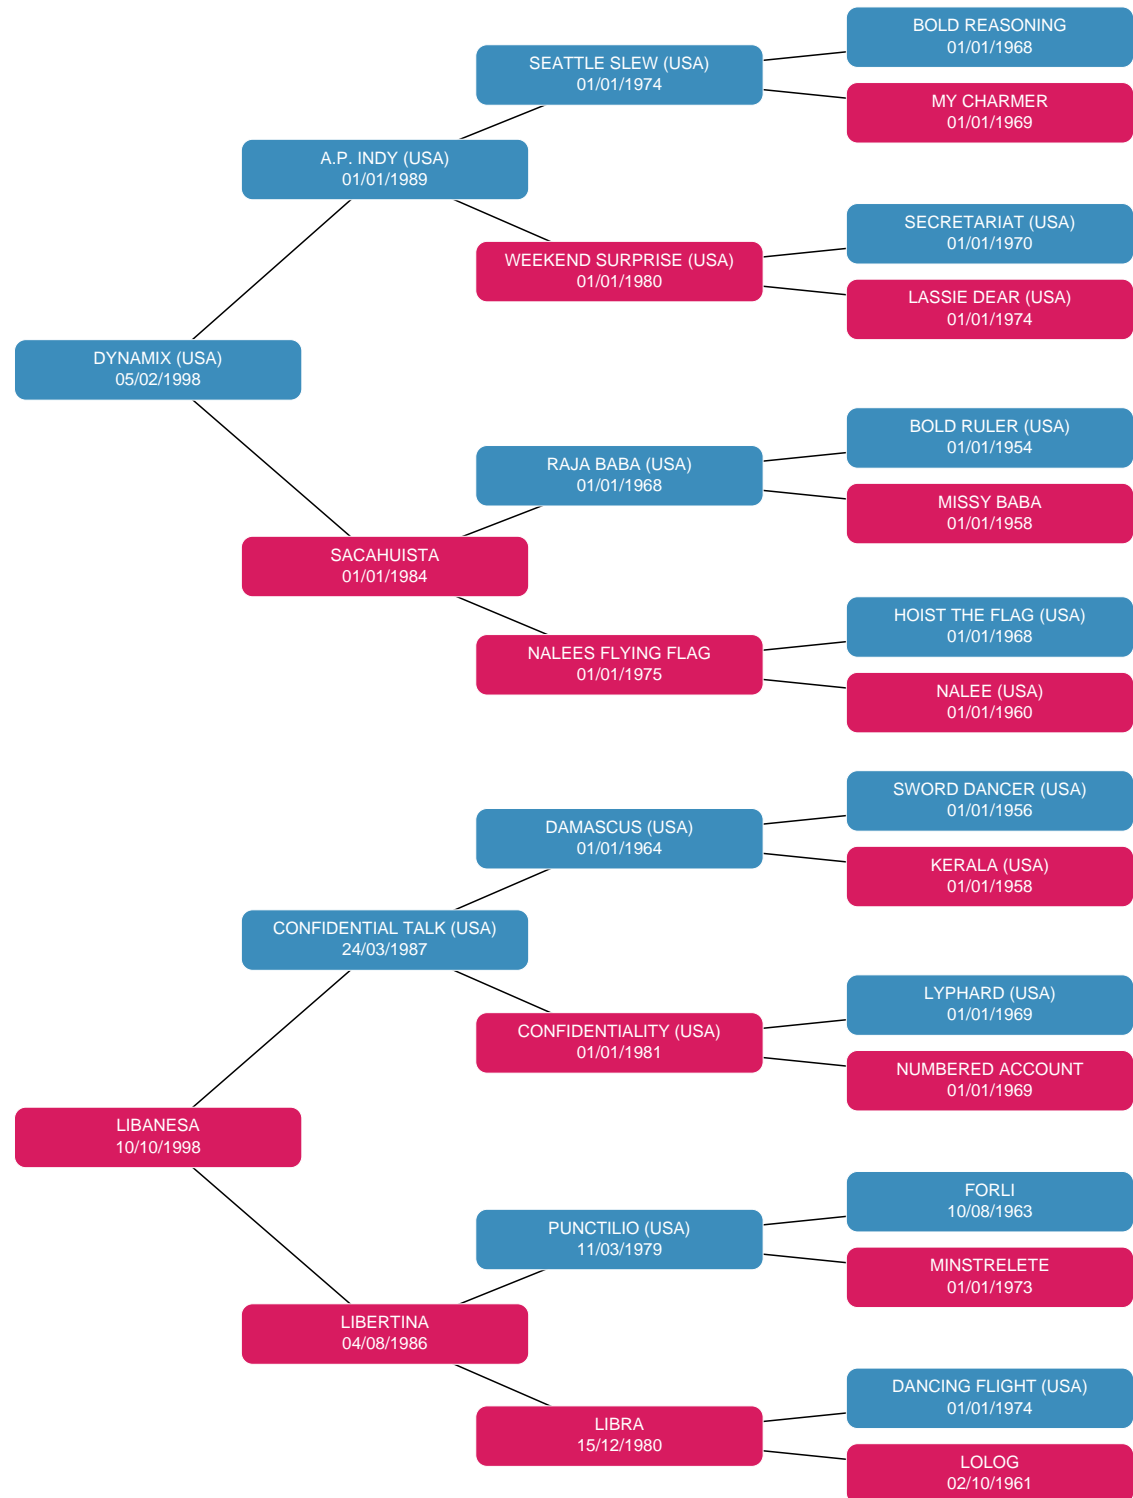 BOLD REASONING
01/01/1968
SEATTLE SLEW (USA)
01/01/1974
MY CHARMER
01/01/1969
A.P. INDY (USA)
01/01/1989
SECRETARIAT (USA)
01/01/1970
WEEKEND SURPRISE (USA)
01/01/1980
LASSIE DEAR (USA)
01/01/1974
DYNAMIX (USA)
05/02/1998
BOLD RULER (USA)
01/01/1954
RAJA BABA (USA)
01/01/1968
MISSY BABA
01/01/1958
SACAHUISTA
01/01/1984
HOIST THE FLAG (USA)
01/01/1968
NALEES FLYING FLAG
01/01/1975
NALEE (USA)
01/01/1960
SWORD DANCER (USA)
01/01/1956
DAMASCUS (USA)
01/01/1964
KERALA (USA)
01/01/1958
CONFIDENTIAL TALK (USA)
24/03/1987
LYPHARD (USA)
01/01/1969
CONFIDENTIALITY (USA)
01/01/1981
NUMBERED ACCOUNT
01/01/1969
LIBANESA
10/10/1998
FORLI
10/08/1963
PUNCTILIO (USA)
11/03/1979
MINSTRELETE
01/01/1973
LIBERTINA
04/08/1986
DANCING FLIGHT (USA)
01/01/1974
LIBRA
15/12/1980
LOLOG
02/10/1961